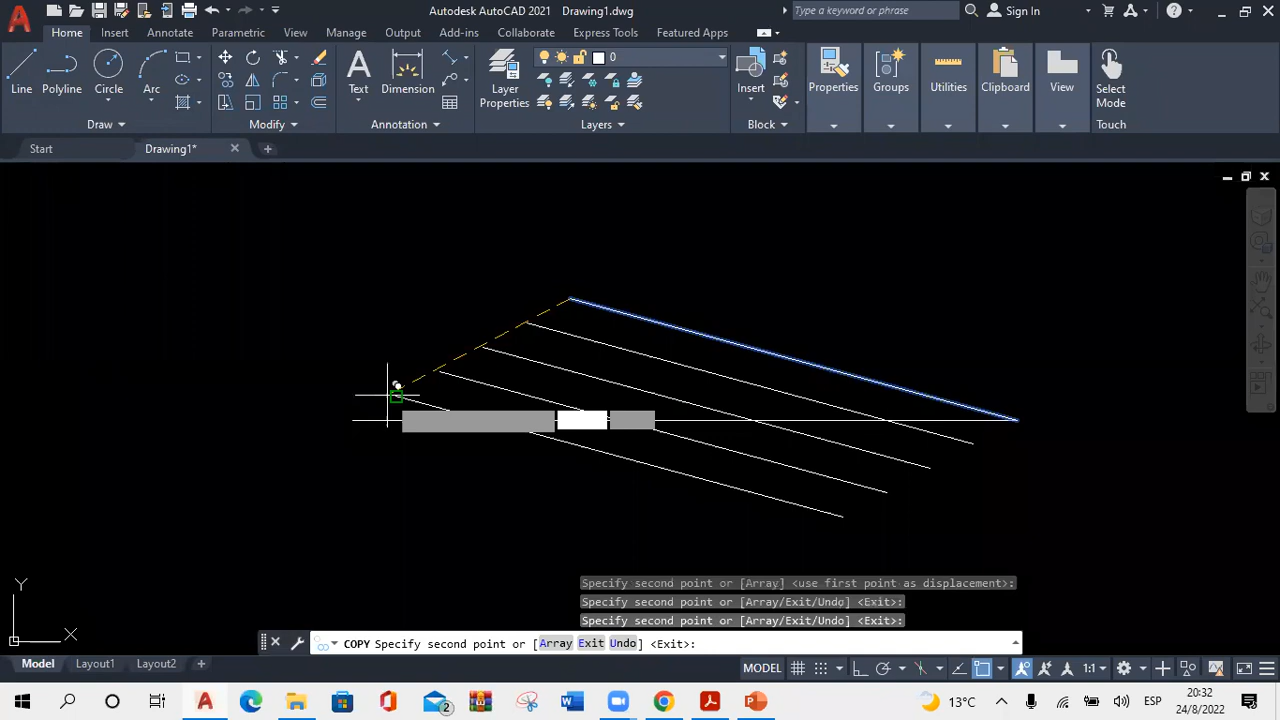 Autodesk AutoCAD 2021 Drawing1.dwg
Type a keyword or phrase
Sign In
Home Insert Annotate Parametric View Manage Output Add-ins Collaborate Express Tools Featured Apps
0
Line Polyline Circle Arc
Text Dimension
Layer Properties
Insert
Properties Groups Utilities Clipboard View
Select Mode
Draw Modify Annotation Layers Block Touch
Start Drawing1*
Specify second point or [Array] <use first point as displacement>:
Specify second point or [Array/Exit/Undo] <Exit>:
Specify second point or [Array/Exit/Undo] <Exit>:
Y
X
COPY Specify second point or [Array Exit Undo] <Exit>:
Model Layout1 Layout2
MODEL
1:1
2
13°C
ESP
20:32
24/8/2022